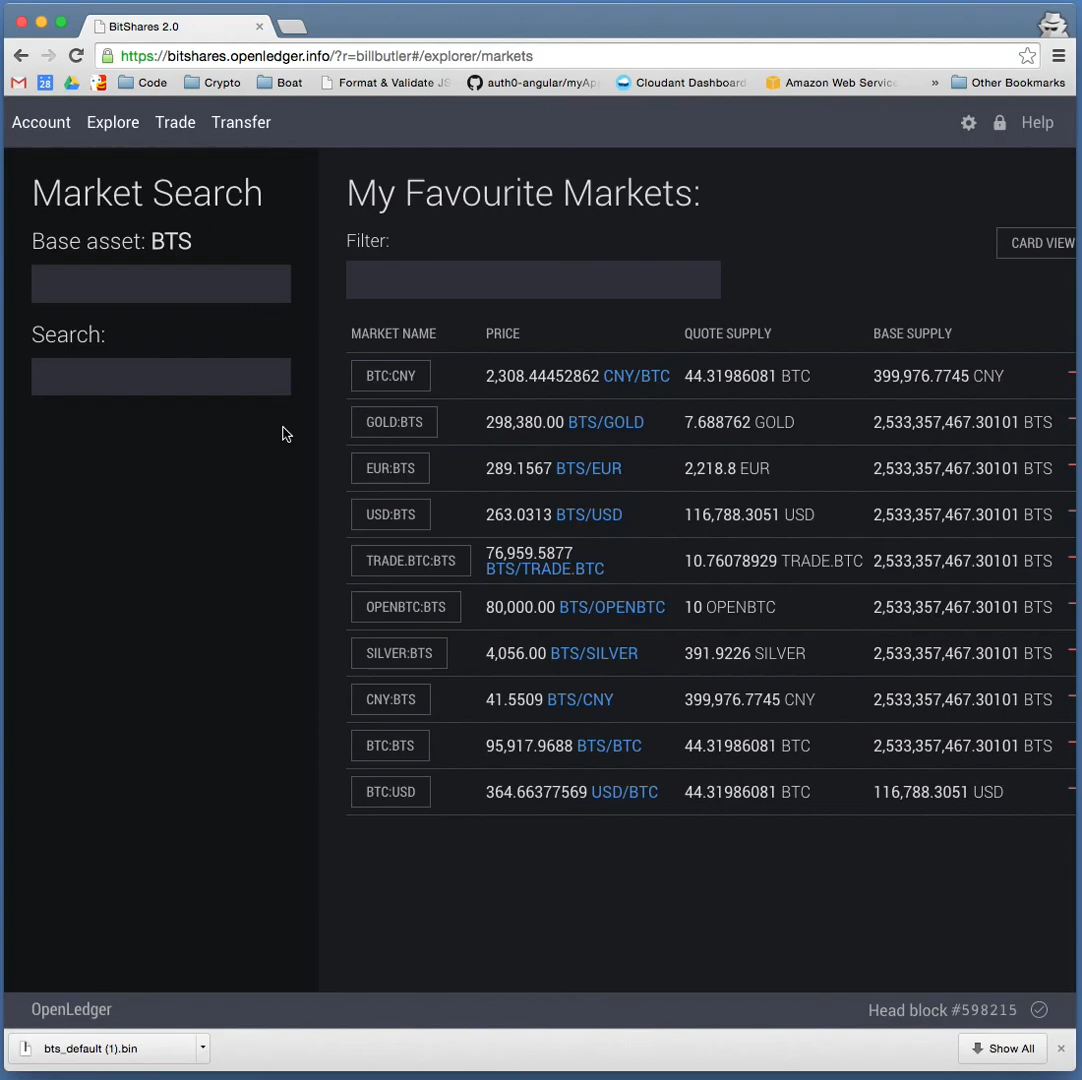 BitShares 2.0
https://bitshares.openledger.info/?r=billbutler#/explorer/markets
28 Code Crypto Boat Format & Validate JS auth0-angular/myAp Cloudant Dashboard Amazon Web Service » Other Bookmarks
Account Explore Trade Transfer Help
Market Search
Base asset: BTS
Search:
My Favourite Markets:
Filter:
CARD VIEW
MARKET NAME PRICE QUOTE SUPPLY BASE SUPPLY
BTC:CNY 2,308.44452862 CNY/BTC 44.31986081 BTC 399,976.7745 CNY
GOLD:BTS 298,380.00 BTS/GOLD 7.688762 GOLD 2,533,357,467.30101 BTS
EUR:BTS 289.1567 BTS/EUR 2,218.8 EUR 2,533,357,467.30101 BTS
USD:BTS 263.0313 BTS/USD 116,788.3051 USD 2,533,357,467.30101 BTS
TRADE.BTC:BTS 76,959.5877 BTS/TRADE.BTC 10.76078929 TRADE.BTC 2,533,357,467.30101 BTS
OPENBTC:BTS 80,000.00 BTS/OPENBTC 10 OPENBTC 2,533,357,467.30101 BTS
SILVER:BTS 4,056.00 BTS/SILVER 391.9226 SILVER 2,533,357,467.30101 BTS
CNY:BTS 41.5509 BTS/CNY 399,976.7745 CNY 2,533,357,467.30101 BTS
BTC:BTS 95,917.9688 BTS/BTC 44.31986081 BTC 2,533,357,467.30101 BTS
BTC:USD 364.66377569 USD/BTC 44.31986081 BTC 116,788.3051 USD
OpenLedger Head block #598215
bts_default (1).bin Show All